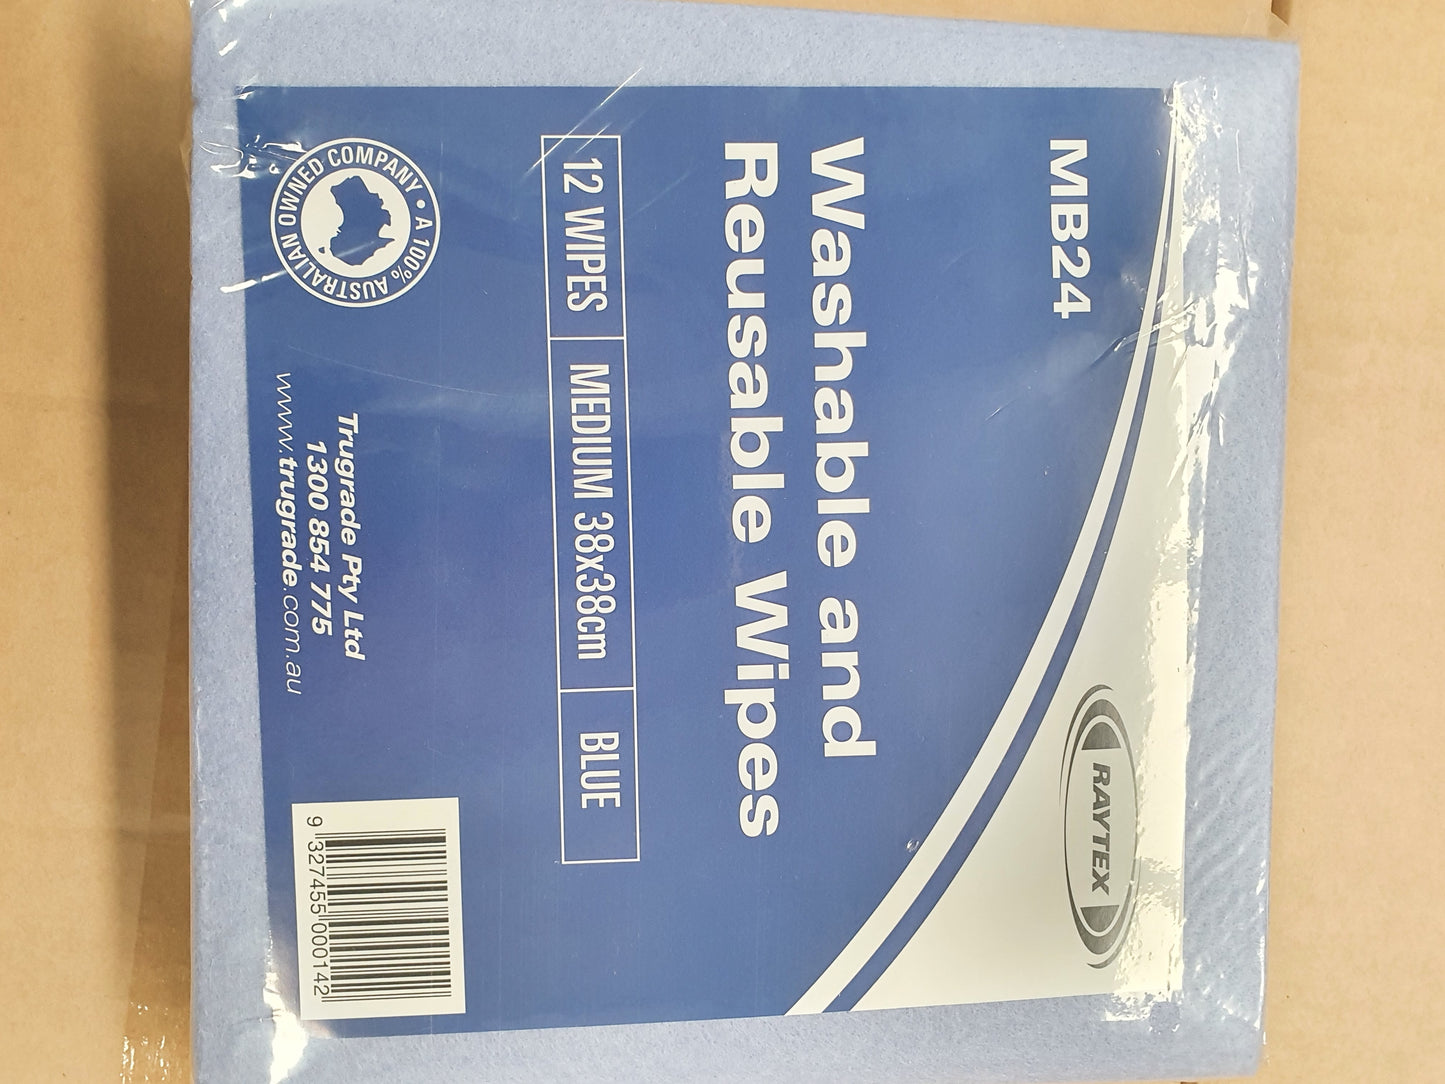 MB24
RAYTEX
Washable and
Reusable Wipes
12 WIPES MEDIUM 38x38cm BLUE
A 100% AUSTRALIAN OWNED COMPANY •
Trugrade Pty Ltd
1300 854 775
www.trugrade.com.au
9 327455 000142